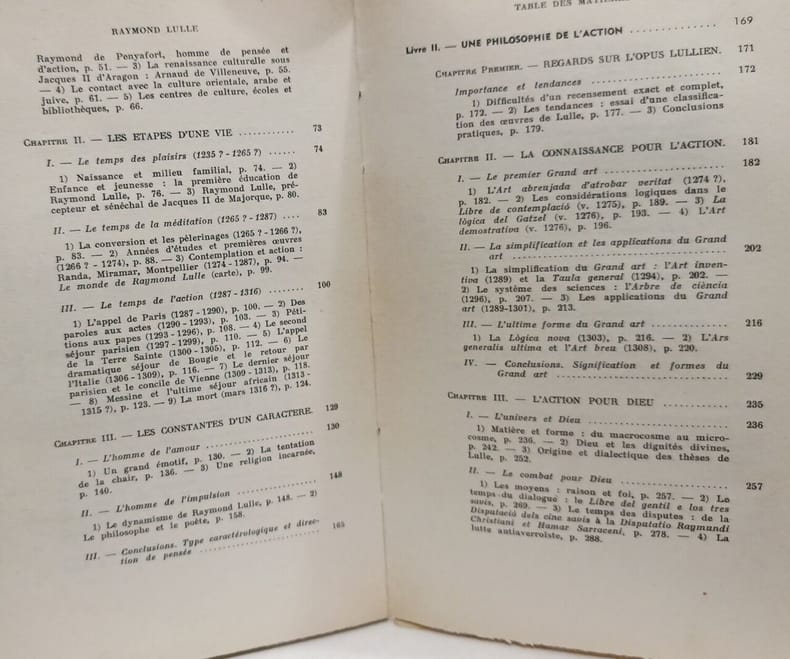 RAYMOND LULLE
Raymond de Penyafort, homme de pensée et
d'action, p. 51. — 3) La renaissance culturelle sous
Jacques II d'Aragon : Arnaud de Villeneuve, p. 55.
— 4) Le contact avec la culture orientale, arabe et
juive, p. 61. — 5) Les centres de culture, écoles et
bibliothèques, p. 66.
CHAPITRE II. — LES ETAPES D'UNE VIE ........... 73
I. — Le temps des plaisirs (1235 ?-1265 ?) ...... 74
1) Naissance et milieu familial, p. 74. — 2)
Enfance et jeunesse : la première éducation de
Raymond Lulle, p. 76. — 3) Raymond Lulle, pré-
cepteur et sénéchal de Jacques II de Majorque, p. 80.
II. — Le temps de la méditation (1265 ?-1287) .... 83
1) La conversion et les pèlerinages (1265 ?-1266 ?),
p. 83. — 2) Années d'études et premières œuvres
(1266 ?-1274), p. 88. — 3) Contemplation et action :
Randa, Miramar, Montpellier (1274-1287), p. 94. —
Le monde de Raymond Lulle (carte), p. 99.
III. — Le temps de l'action (1287-1316) ........ 100
1) L'appel de Paris (1287-1290), p. 100. — 2) Des
paroles aux actes (1290-1293), p. 103. — 3) Péti-
tions aux papes (1293-1296), p. 108. — 4) Le second
séjour parisien (1297-1299), p. 110. — 5) L'appel
de la Terre Sainte (1300-1305), p. 112. — 6) Le
dramatique séjour de Bougie et le retour par
l'Italie (1306-1309), p. 116. — 7) Le dernier séjour
parisien et le concile de Vienne (1309-1313), p. 118.
— 8) Messine et l'ultime séjour africain (1313-
1315 ?), p. 123. — 9) La mort (mars 1316 ?), p. 124.
CHAPITRE III. — LES CONSTANTES D'UN CARACTERE. 129
I. — L'homme de l'amour .................. 130
1) Un grand émotif, p. 130. — 2) La tentation
de la chair, p. 136. — 3) Une religion incarnée,
p. 140.
II. — L'homme de l'impulsion ............... 148
1) Le dynamisme de Raymond Lulle, p. 148. — 2)
Le philosophe et le poète, p. 158.
III. — Conclusions. Type caractérologique et direc-
tion de pensée ..................... 165
TABLE DES
Livre II. — UNE PHILOSOPHIE DE L'ACTION .............. 169
CHAPITRE PREMIER. — REGARDS SUR L'OPUS LULLIEN. 171
Importance et tendances ..................... 172
1) Difficultés d'un recensement exact et complet,
p. 172. — 2) Les tendances : essai d'une classifica-
tion des œuvres de Lulle, p. 177. — 3) Conclusions
pratiques, p. 179.
CHAPITRE II. — LA CONNAISSANCE POUR L'ACTION. 181
I. — Le premier Grand art ..................... 182
1) L'Art abrenjada d'atrobar veritat (1274 ?),
p. 182. — 2) Les considérations logiques dans le
Libre de contemplació (v. 1275), p. 189. — 3) La
lògica del Gatzel (v. 1276), p. 193. — 4) L'Art
demostrativa (v. 1276), p. 196.
II. — La simplification et les applications du Grand
art ..................................... 202
1) La simplification du Grand art : l'Art inven-
tiva (1289) et la Taula general (1294), p. 202. —
2) Le système des sciences : l'Arbre de ciència
(1296), p. 207. — 3) Les applications du Grand
art (1289-1301), p. 213.
III. — L'ultime forme du Grand art ............. 216
1) La Lògica nova (1303), p. 216. — 2) L'Ars
generalis ultima et l'Art breu (1308), p. 220.
IV. — Conclusions. Signification et formes du
Grand art ........................... 229
CHAPITRE III. — L'ACTION POUR DIEU ............ 235
I. — L'univers et Dieu ..................... 236
1) Matière et forme : du macrocosme au micro-
cosme, p. 236. — 2) Dieu et les dignités divines,
p. 242. — 3) Origine et dialectique des thèses de
Lulle, p. 252.
II. — Le combat pour Dieu .................. 257
1) Les moyens : raison et foi, p. 257. — 2) Le
temps du dialogue : le Libre del gentil e los tres
savis, p. 269. — 3) Le temps des disputes : de la
Disputació dels cinc savis à la Disputatio Raymundi
Christiani et Hamar Sarraceni, p. 278. — 4) La
lutte antiaverroïste, p. 288.